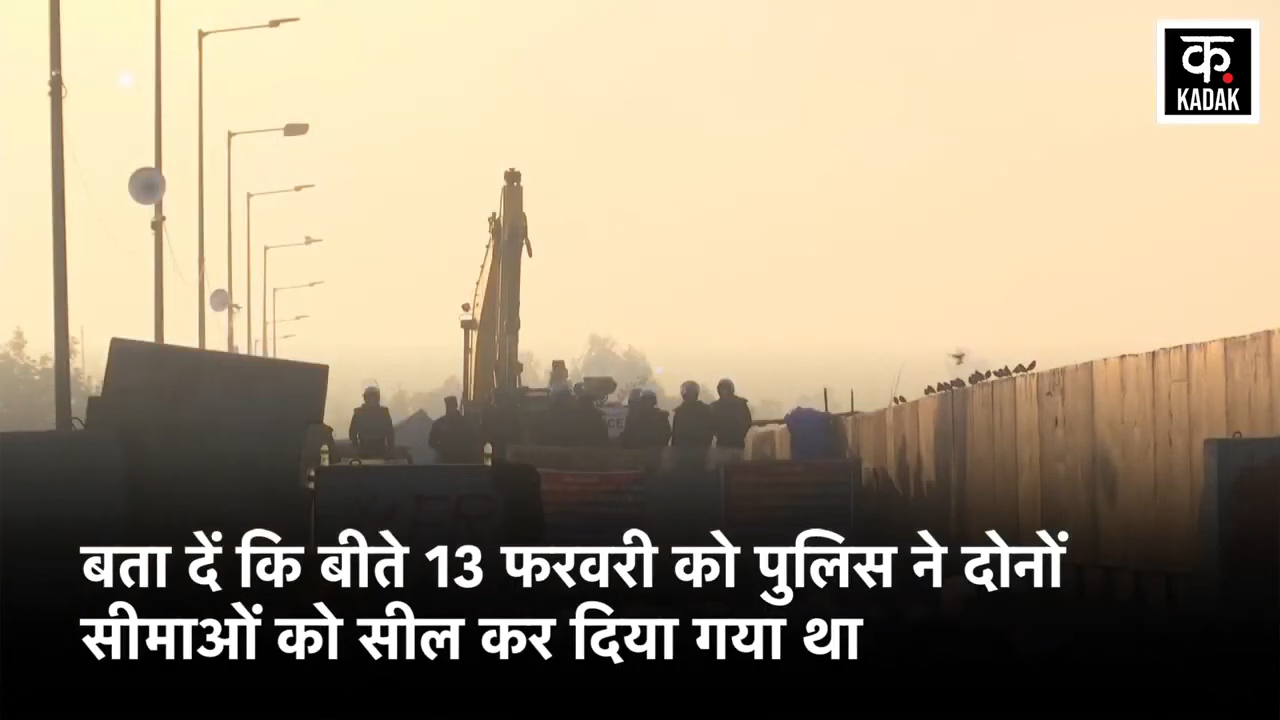 क.
KADAK
बता दें कि बीते 13 फरवरी को पुलिस ने दोनों
सीमाओं को सील कर दिया गया था